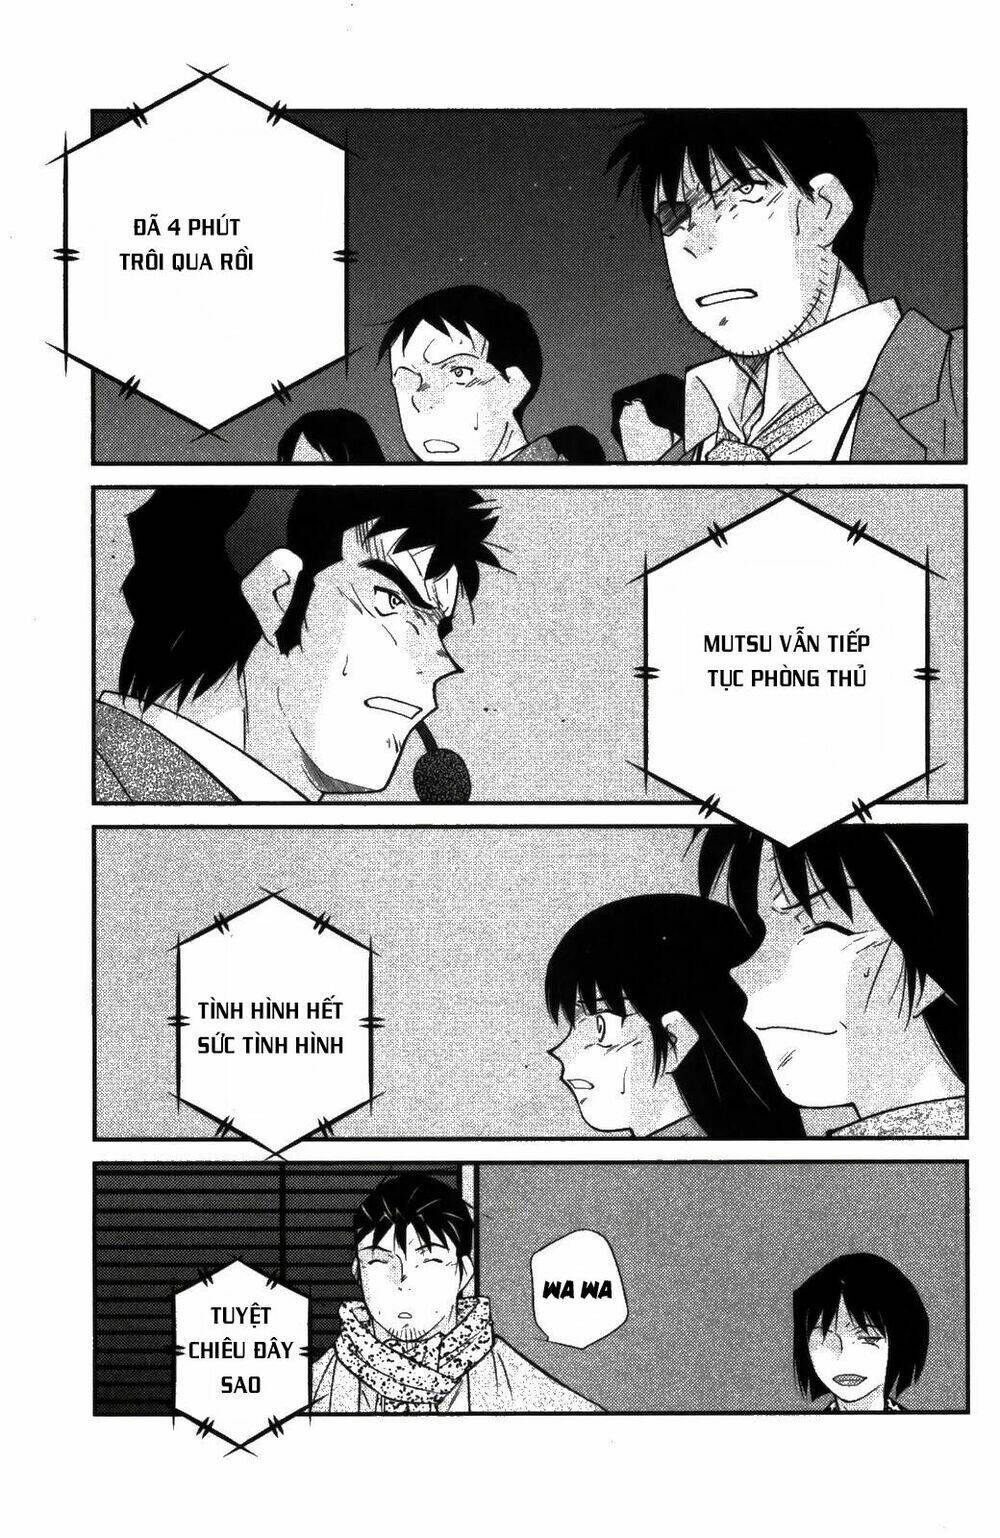 ĐÃ 4 PHÚT
TRÔI QUA RỒI
MUTSU VẪN TIẾP
TỤC PHÒNG THỦ
TÌNH HÌNH HẾT
SỨC TÌNH HÌNH
WA WA
TUYỆT
CHIÊU ĐÂY
SAO